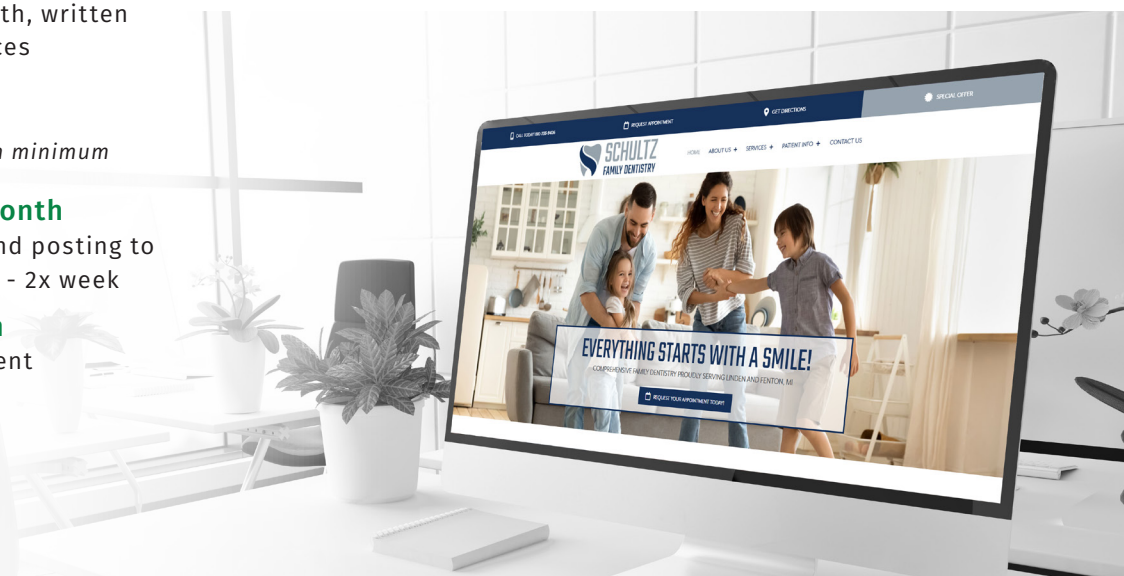 th, written
ces
n minimum
onth
nd posting to
- 2x week
n
ent
REQUEST APPOINTMENT
GET DIRECTIONS
SPECIAL OFFER
SCHULTZ
FAMILY DENTISTRY
HOME ABOUT US + SERVICES + PATIENT INFO + CONTACT US
EVERYTHING STARTS WITH A SMILE!
COMPREHENSIVE FAMILY DENTISTRY PROUDLY SERVING LINDEN AND FENTON, MI
REQUEST YOUR APPOINTMENT TODAY!